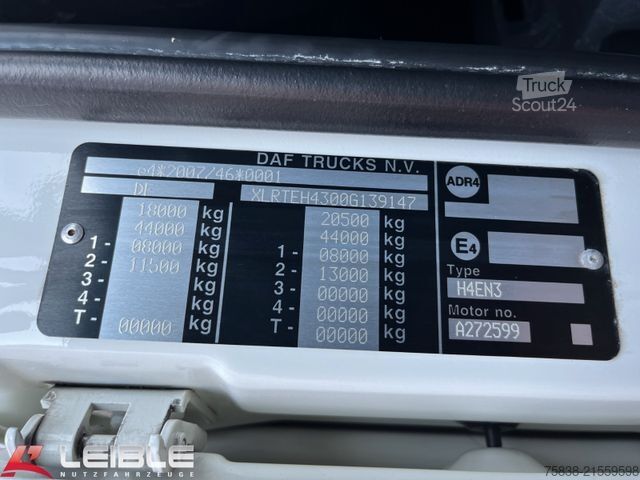 Truck
Scout24
DAF TRUCKS N.V.
e4*2007/46*0001
DE XLRTEH4300G139147
18000 kg 20500 kg
44000 kg 44000 kg
1- 08000 kg 1- 08000 kg
2- 11500 kg 2- 13000 kg
3- kg 3- 00000 kg
4- kg 4- 00000 kg
T- 00000 kg T- 00000 kg
ADR4
E4
Type
H4EN3
Motor no.
A272599
LEIBLE
NUTZFAHRZEUGE
75838-21559598